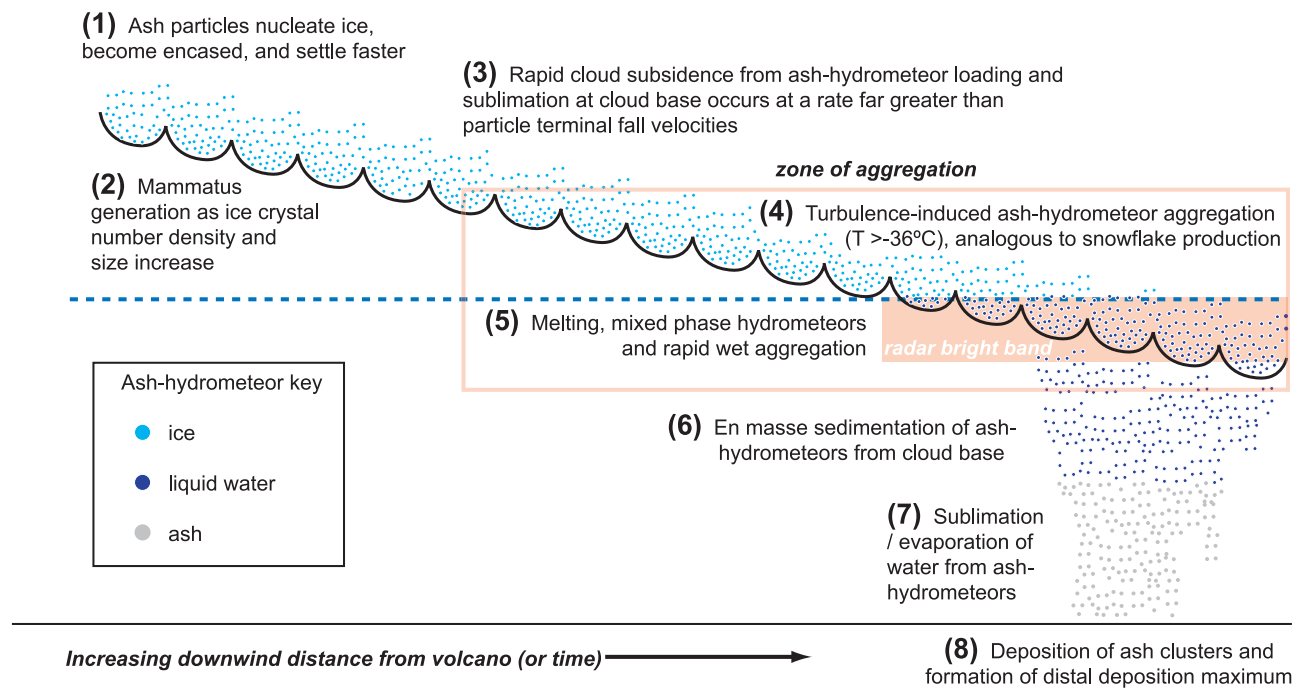 (1) Ash particles nucleate ice,
become encased, and settle faster
(3) Rapid cloud subsidence from ash-hydrometeor loading and
sublimation at cloud base occurs at a rate far greater than
particle terminal fall velocities
(2) Mammatus
generation as ice crystal
number density and
size increase
zone of aggregation
(4) Turbulence-induced ash-hydrometeor aggregation
(T >-36ºC), analogous to snowflake production
(5) Melting, mixed phase hydrometeors
and rapid wet aggregation
radar bright band
Ash-hydrometeor key
ice
liquid water
ash
(6) En masse sedimentation of ash-
hydrometeors from cloud base
(7) Sublimation
/ evaporation of
water from ash-
hydrometeors
Increasing downwind distance from volcano (or time)
(8) Deposition of ash clusters and
formation of distal deposition maximum